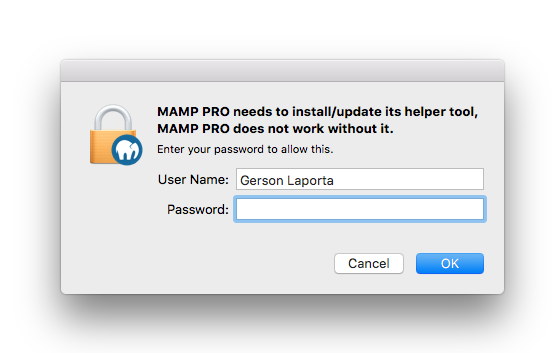 MAMP PRO needs to install/update its helper tool,
MAMP PRO does not work without it.
Enter your password to allow this.
User Name: Gerson Laporta
Password:
Cancel OK